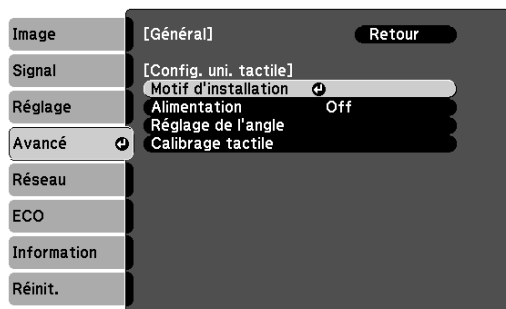 Image
Signal
Réglage
Avancé
Réseau
ECO
Information
Réinit.
[Général] Retour
[Config. uni. tactile]
Motif d'installation
Alimentation Off
Réglage de l'angle
Calibrage tactile